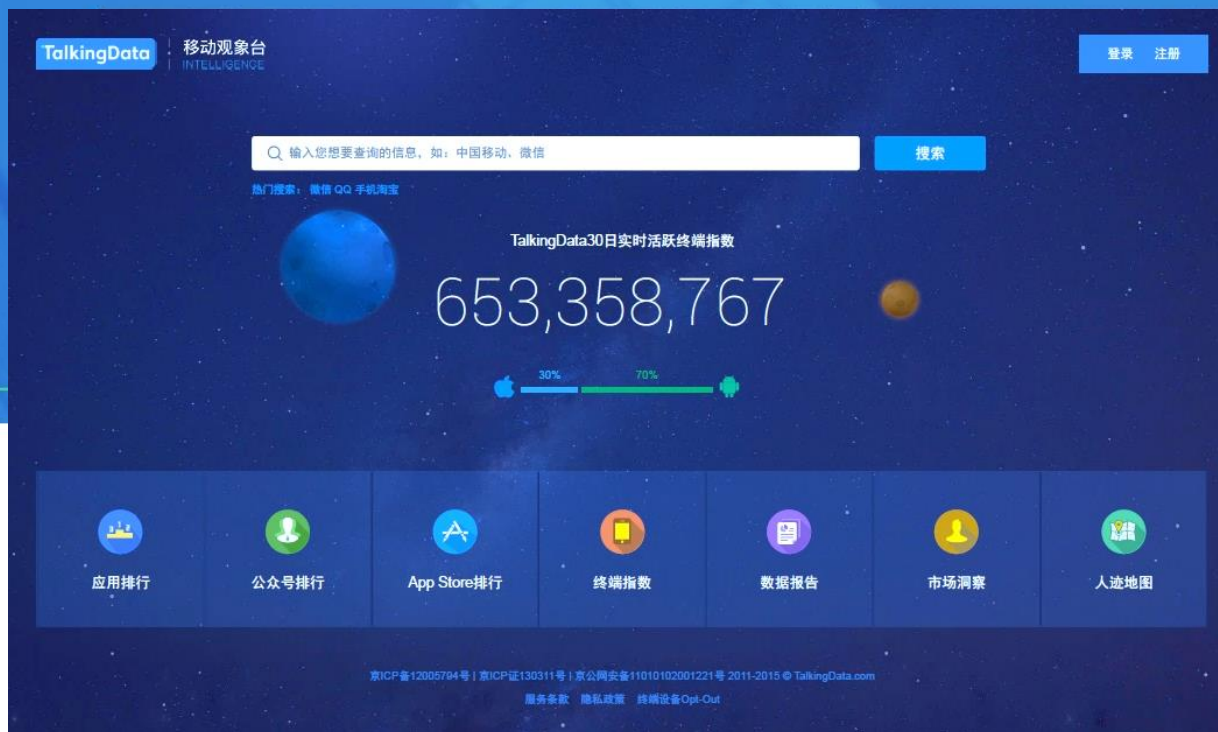 TalkingData
移动观象台
INTELLIGENCE
登录 注册
输入您想要查询的信息，如：中国移动、微信
搜索
热门搜索： 微信 QQ 手机淘宝
TalkingData30日实时活跃终端指数
653,358,767
30% 70%
应用排行
公众号排行
App Store排行
终端指数
数据报告
市场洞察
人迹地图
京ICP备12005794号 | 京ICP证130311号 | 京公网安备11010102001221号 2011-2015 © TalkingData.com
服务条款 隐私政策 终端设备Opt-Out